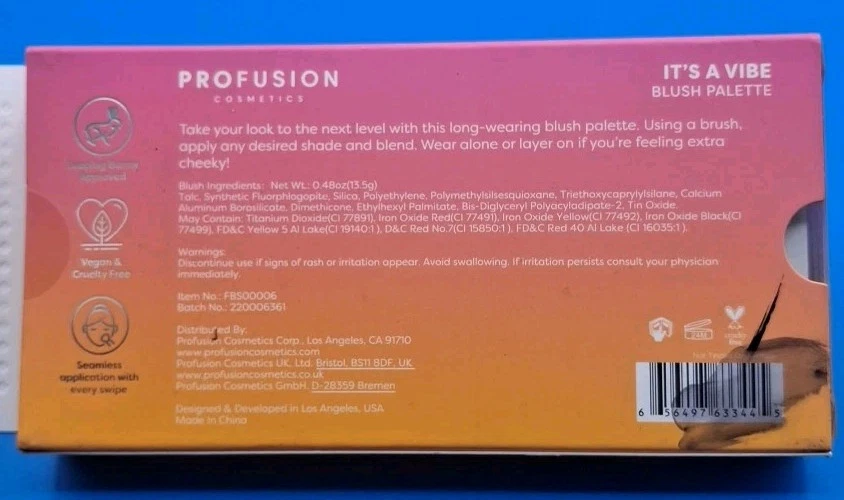 PROFUSION
COSMETICS
IT'S A VIBE
BLUSH PALETTE
Take your look to the next level with this long-wearing blush palette. Using a brush,
apply any desired shade and blend. Wear alone or layer on if you're feeling extra
cheeky!
Blush Ingredients: Net Wt.: 0.48oz(13.5g)
Talc, Synthetic Fluorphlogopite, Silica, Polyethylene, Polymethylsilsesquioxane, Triethoxycaprylylsilane, Calcium
Aluminum Borosilicate, Dimethicone, Ethylhexyl Palmitate, Bis-Diglyceryl Polyacyladipate-2, Tin Oxide.
May Contain: Titanium Dioxide(CI 77891), Iron Oxide Red(CI 77491), Iron Oxide Yellow(CI 77492), Iron Oxide Black(CI
77499), FD&C Yellow 5 Al Lake(CI 19140:1), D&C Red No.7(CI 15850:1), FD&C Red 40 Al Lake (CI 16035:1).
Warnings:
Discontinue use if signs of rash or irritation appear. Avoid swallowing. If irritation persists consult your physician
immediately.
Item No.: FBS00006
Batch No.: 220006361
Distributed By:
Profusion Cosmetics Corp., Los Angeles, CA 91710
www.profusioncosmetics.com
Profusion Cosmetics UK, Ltd. Bristol, BS11 8DF, UK
www.profusioncosmetics.co.uk
Profusion Cosmetics GmbH. D-28359 Bremen
Designed & Developed in Los Angeles, USA
Made in China
Approved
Vegan &
Cruelty Free
Seamless
application with
every swipe
24M
cruelty
free
6 56497 63344 5